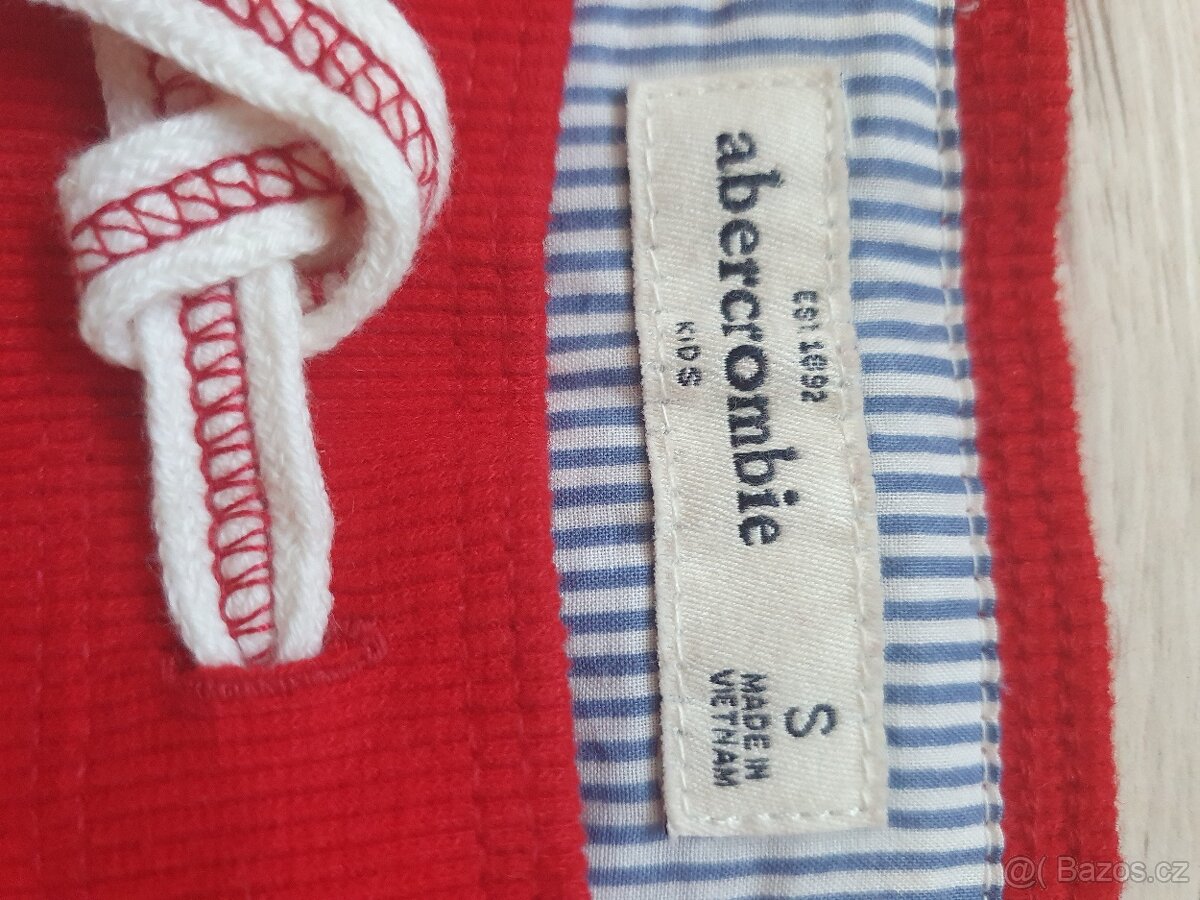 EST 1892
abercrombie
KIDS
S
MADE IN
VIETNAM
@( Bazos.cz